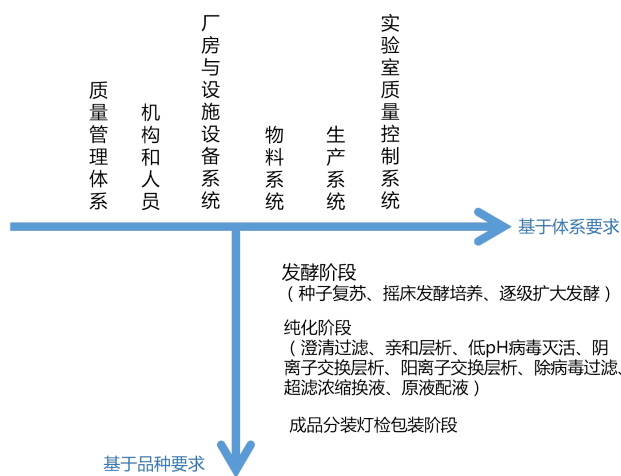 质量管理体系
机构和人员
厂房与设施设备系统
物料系统
生产系统
实验室质量控制系统
基于体系要求
发酵阶段
（种子复苏、摇床发酵培养、逐级扩大发酵）
纯化阶段
（澄清过滤、亲和层析、低pH病毒灭活、阴
离子交换层析、阳离子交换层析、除病毒过滤、
超滤浓缩换液、原液配液）
成品分装灯检包装阶段
基于品种要求